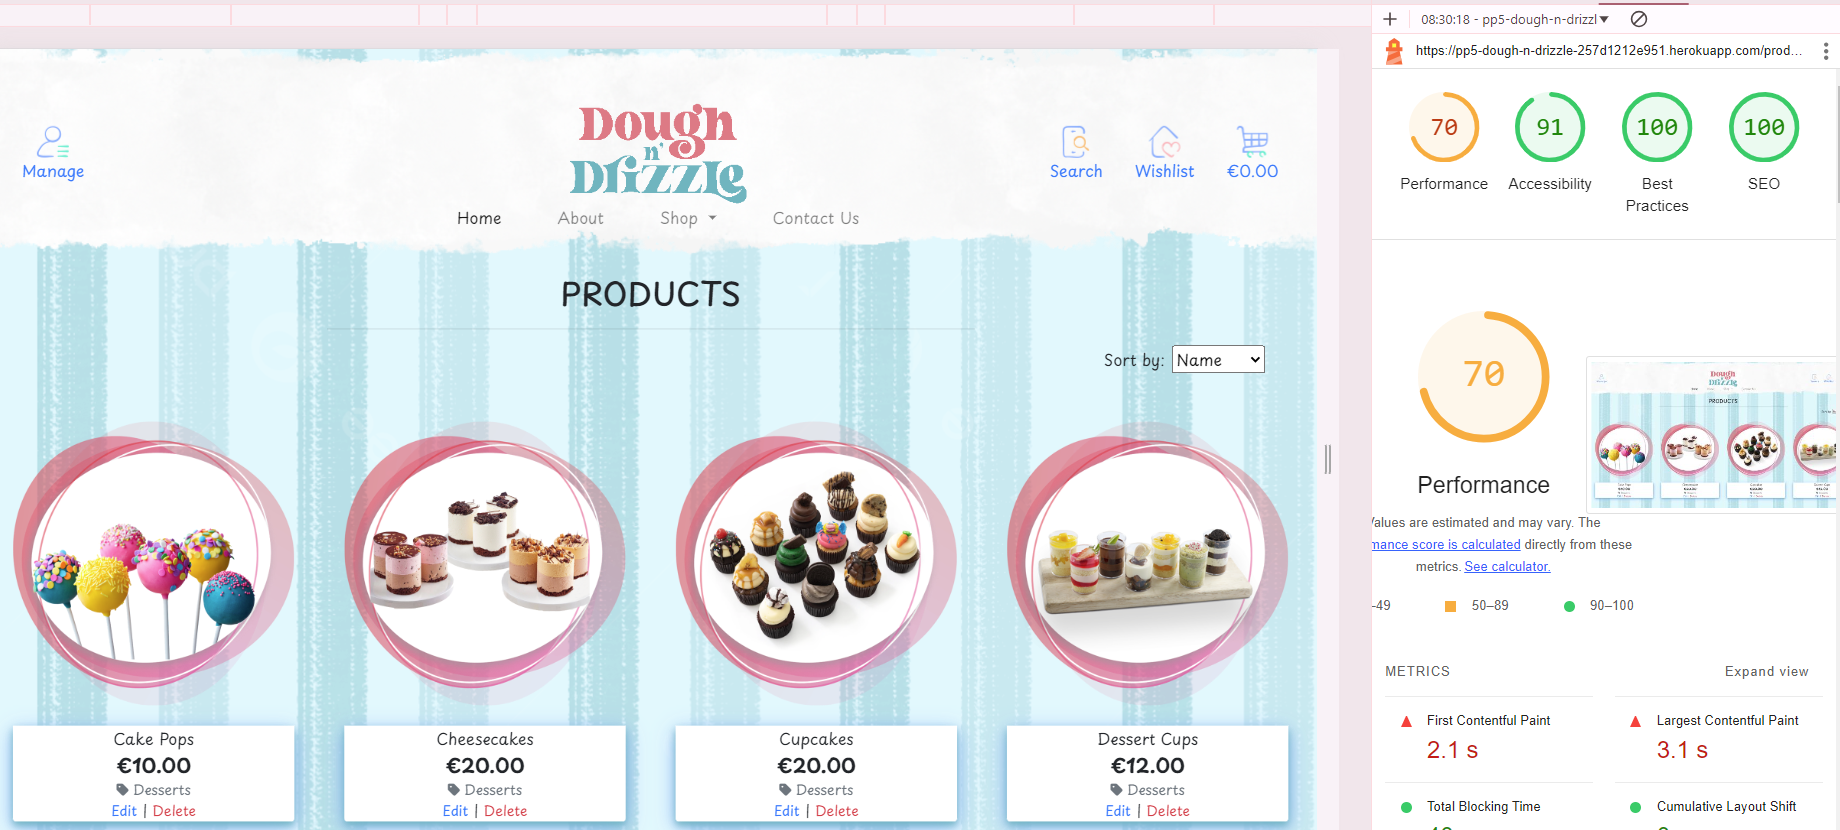 08:30:18 - pp5-dough-n-drizzl
https://pp5-dough-n-drizzle-257d1212e951.herokuapp.com/prod...
Manage
Dough
n'
Drizzle
Search
Wishlist
€0.00
Home
About
Shop
Contact Us
PRODUCTS
Sort by:
Name
Cake Pops
€10.00
Desserts
Edit | Delete
Cheesecakes
€20.00
Desserts
Edit | Delete
Cupcakes
€20.00
Desserts
Edit | Delete
Dessert Cups
€12.00
Desserts
Edit | Delete
70
Performance
91
Accessibility
100
Best
Practices
100
SEO
70
Performance
Values are estimated and may vary. The
mance score is calculated directly from these
metrics. See calculator.
–49
50–89
90–100
METRICS
Expand view
First Contentful Paint
2.1 s
Largest Contentful Paint
3.1 s
Total Blocking Time
Cumulative Layout Shift
Dough
n'
Drizzle
PRODUCTS